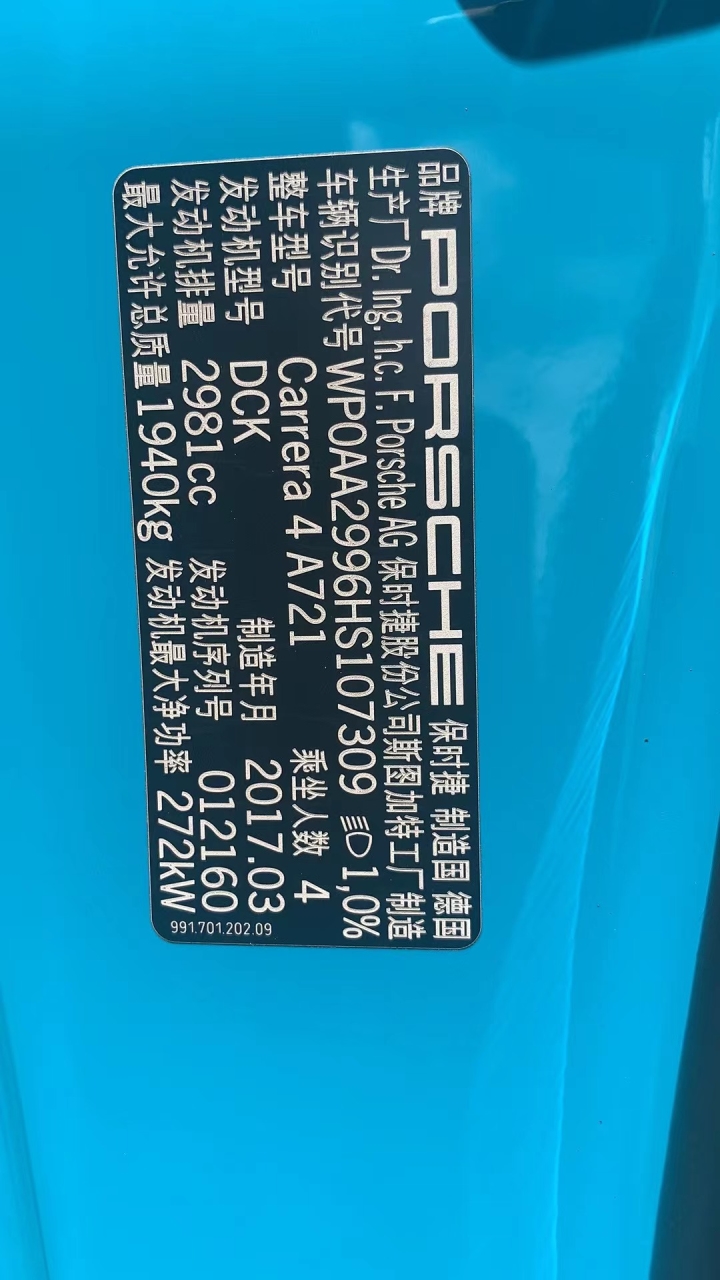 品牌 PORSCHE 保时捷 制造国 德国
生产厂 Dr. Ing. h.c. F. Porsche AG 保时捷股份公司斯图加特工厂 制造
车辆识别代号 WP0AA2996HS107309 1,0%
整车型号 Carrera 4 A721 乘坐人数 4
发动机型号 DCK 制造年月 2017.03
发动机排量 2981cc 发动机序列号 012160
最大允许总质量 1940kg 发动机最大净功率 272kW
991.701.202.09